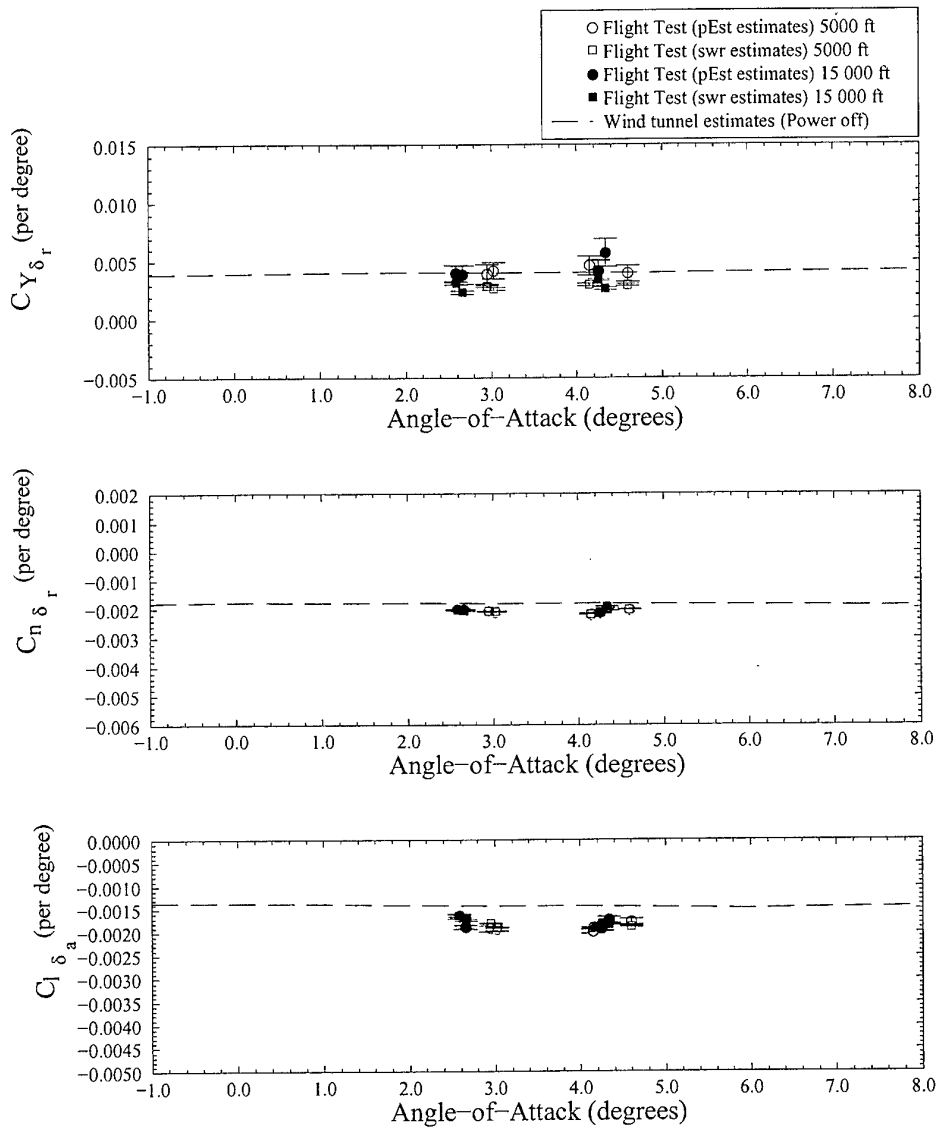 Flight Test (pEst estimates) 5000 ft
Flight Test (swr estimates) 5000 ft
Flight Test (pEst estimates) 15 000 ft
Flight Test (swr estimates) 15 000 ft
Wind tunnel estimates (Power off)
C Y δ r (per degree)
0.015
0.010
0.005
0.000
−0.005
−1.0 0.0 1.0 2.0 3.0 4.0 5.0 6.0 7.0 8.0
Angle−of−Attack (degrees)
C n δ r (per degree)
0.002
0.001
0.000
−0.001
−0.002
−0.003
−0.004
−0.005
−0.006
−1.0 0.0 1.0 2.0 3.0 4.0 5.0 6.0 7.0 8.0
Angle−of−Attack (degrees)
C l δ a (per degree)
0.0000
−0.0005
−0.0010
−0.0015
−0.0020
−0.0025
−0.0030
−0.0035
−0.0040
−0.0045
−0.0050
−1.0 0.0 1.0 2.0 3.0 4.0 5.0 6.0 7.0 8.0
Angle−of−Attack (degrees)